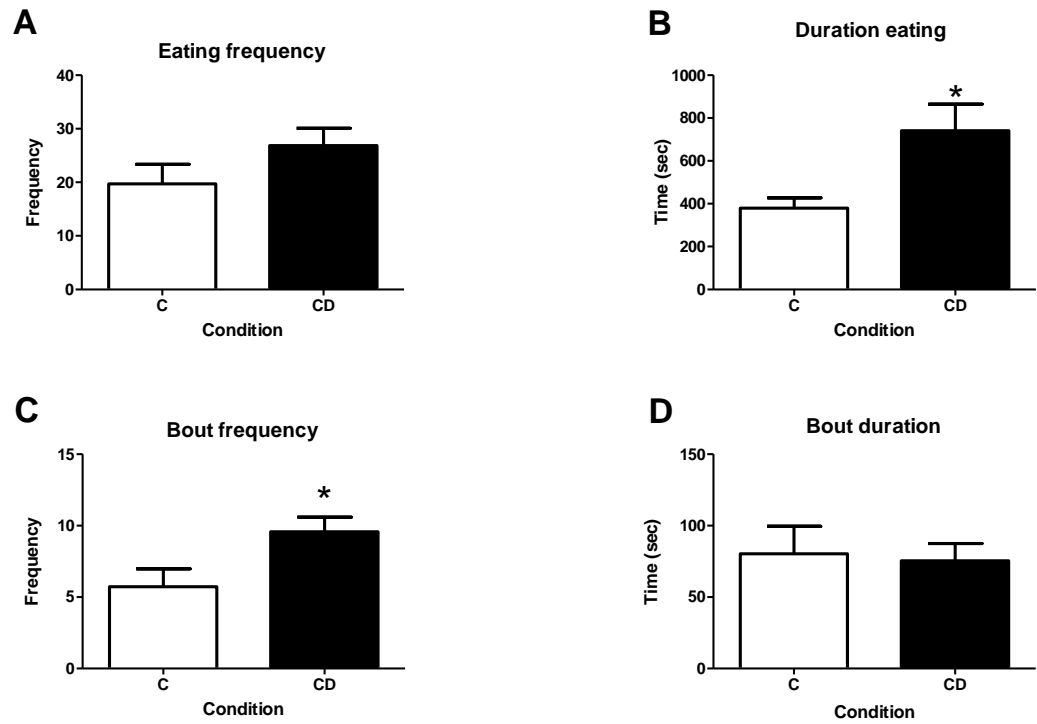 A
Eating frequency
40
30
20
10
0
Frequency
C CD
Condition
B
Duration eating
1000
800
600
400
200
0
Time (sec)
*
C CD
Condition
C
Bout frequency
15
10
5
0
Frequency
*
C CD
Condition
D
Bout duration
150
100
50
0
Time (sec)
C CD
Condition